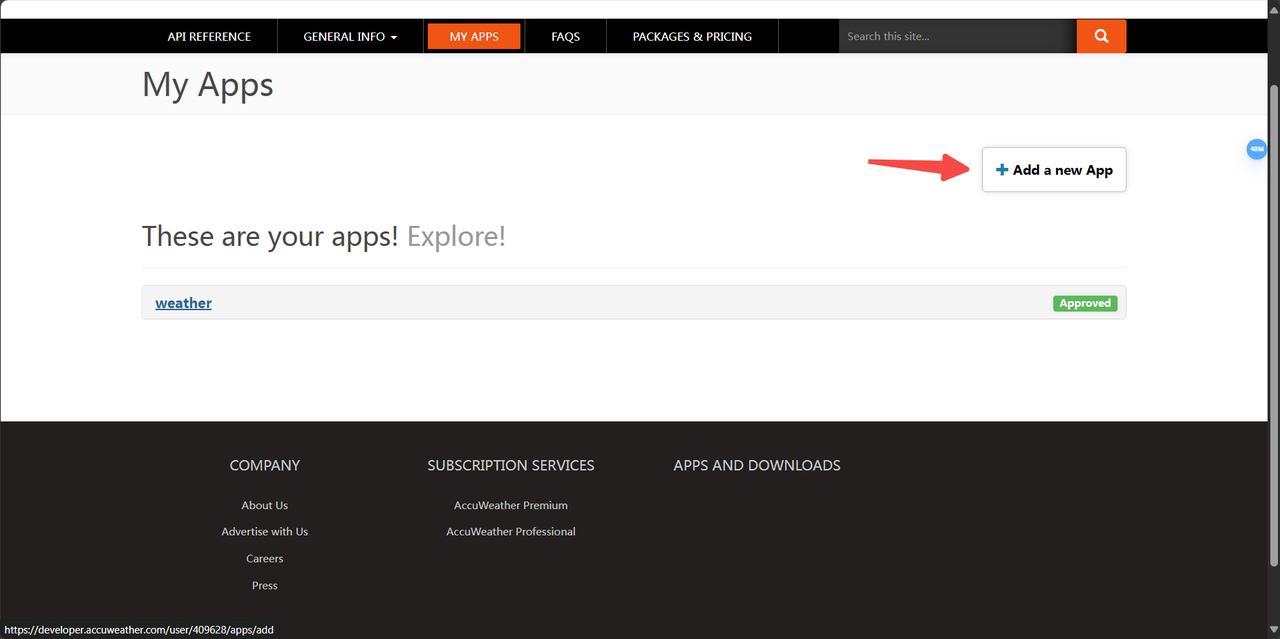 API REFERENCE GENERAL INFO MY APPS FAQS PACKAGES & PRICING Search this site...
My Apps
40M
Add a new App
These are your apps! Explore!
weather Approved
COMPANY SUBSCRIPTION SERVICES APPS AND DOWNLOADS
About Us AccuWeather Premium
Advertise with Us AccuWeather Professional
Careers
Press
https://developer.accuweather.com/user/409628/apps/add